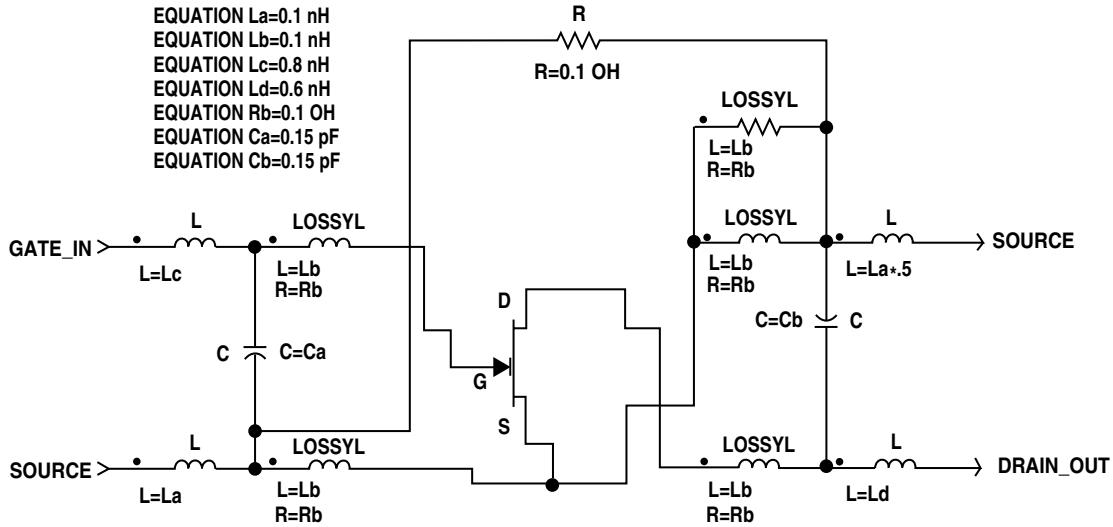 EQUATION La=0.1 nH
EQUATION Lb=0.1 nH
EQUATION Lc=0.8 nH
EQUATION Ld=0.6 nH
EQUATION Rb=0.1 OH
EQUATION Ca=0.15 pF
EQUATION Cb=0.15 pF
R
R=0.1 OH
LOSSYL
L=Lb
R=Rb
GATE_IN
L
L=Lc
LOSSYL
L=Lb
R=Rb
LOSSYL
L=Lb
R=Rb
L
L=La*.5
SOURCE
C
C=Ca
D
G
S
C=Cb
C
SOURCE
L
L=La
LOSSYL
L=Lb
R=Rb
LOSSYL
L=Lb
R=Rb
L
L=Ld
DRAIN_OUT